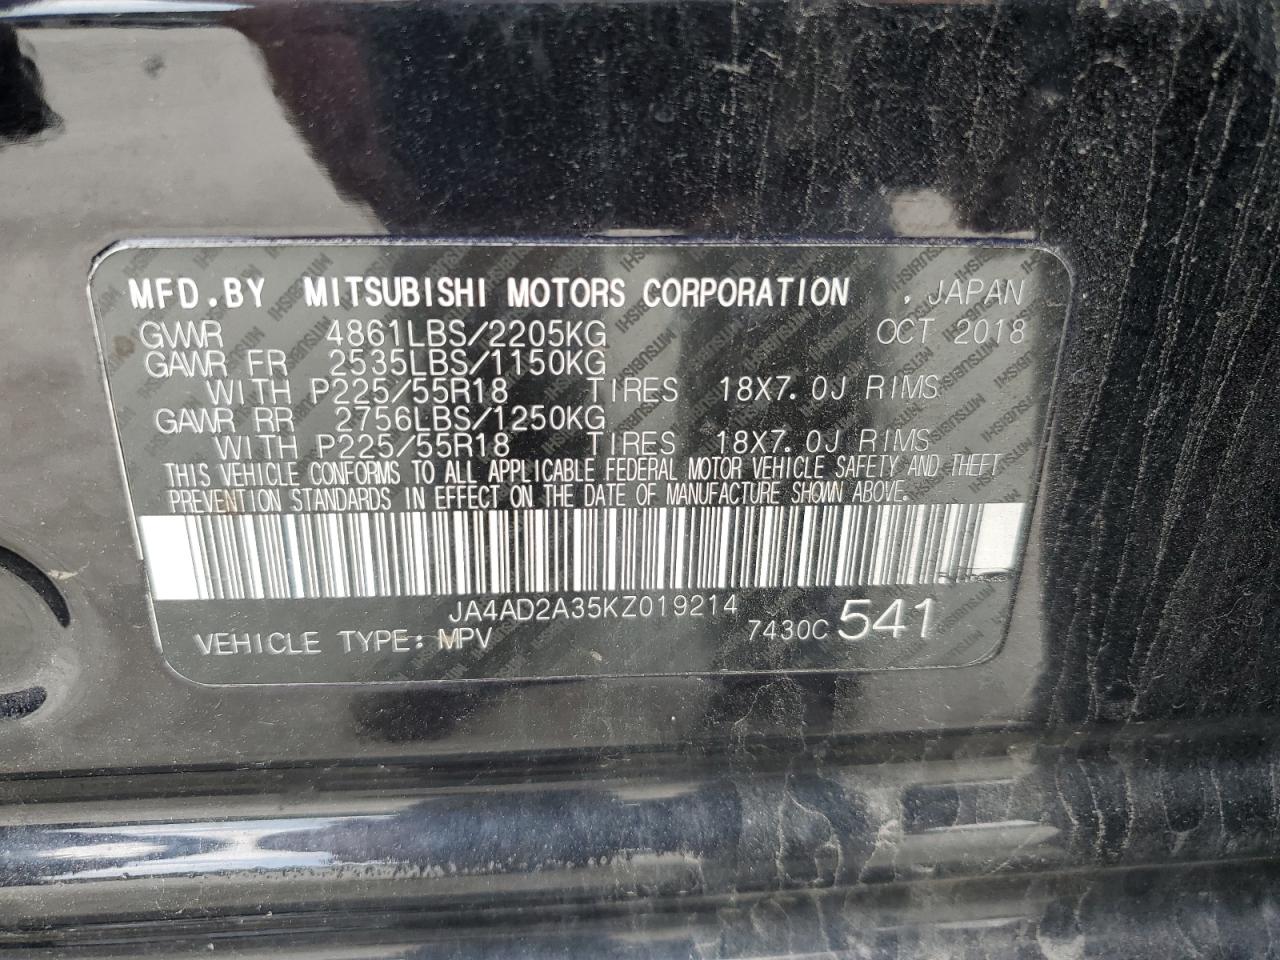 MFD.BY MITSUBISHI MOTORS CORPORATION , JAPAN
GVWR 4861LBS/2205KG OCT 2018
GAWR FR 2535LBS/1150KG
WITH P225/55R18 TIRES 18X7.0J RIMS
GAWR RR 2756LBS/1250KG
WITH P225/55R18 TIRES 18X7.0J RIMS
THIS VEHICLE CONFORMS TO ALL APPLICABLE FEDERAL MOTOR VEHICLE SAFETY AND THEFT
PREVENTION STANDARDS IN EFFECT ON THE DATE OF MANUFACTURE SHOWN ABOVE.
JA4AD2A35KZ019214
VEHICLE TYPE: MPV 7430C 541